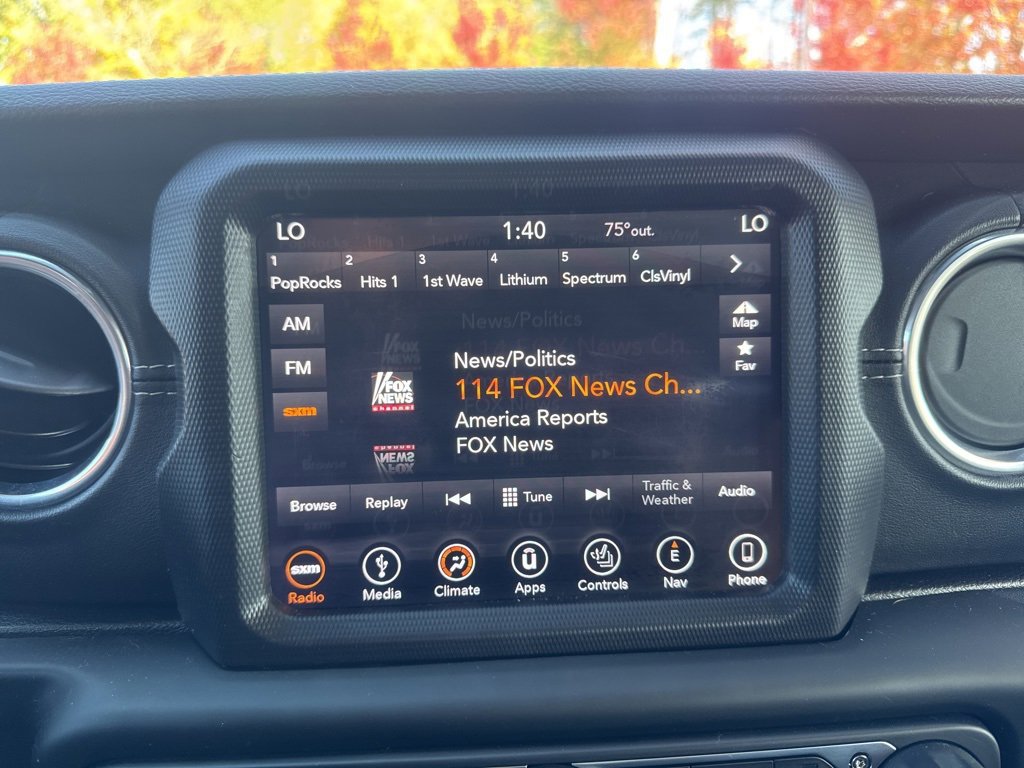 LO 1:40 75°out. LO
1 PopRocks 2 Hits 1 3 1st Wave 4 Lithium 5 Spectrum 6 ClsVinyl
AM
FM
sxm
Map
Fav
FOX
NEWS
channel
News/Politics
114 FOX News Ch...
America Reports
FOX News
Browse Replay Tune Traffic &
Weather Audio
sxm E
Radio Media Climate Apps Controls Nav Phone